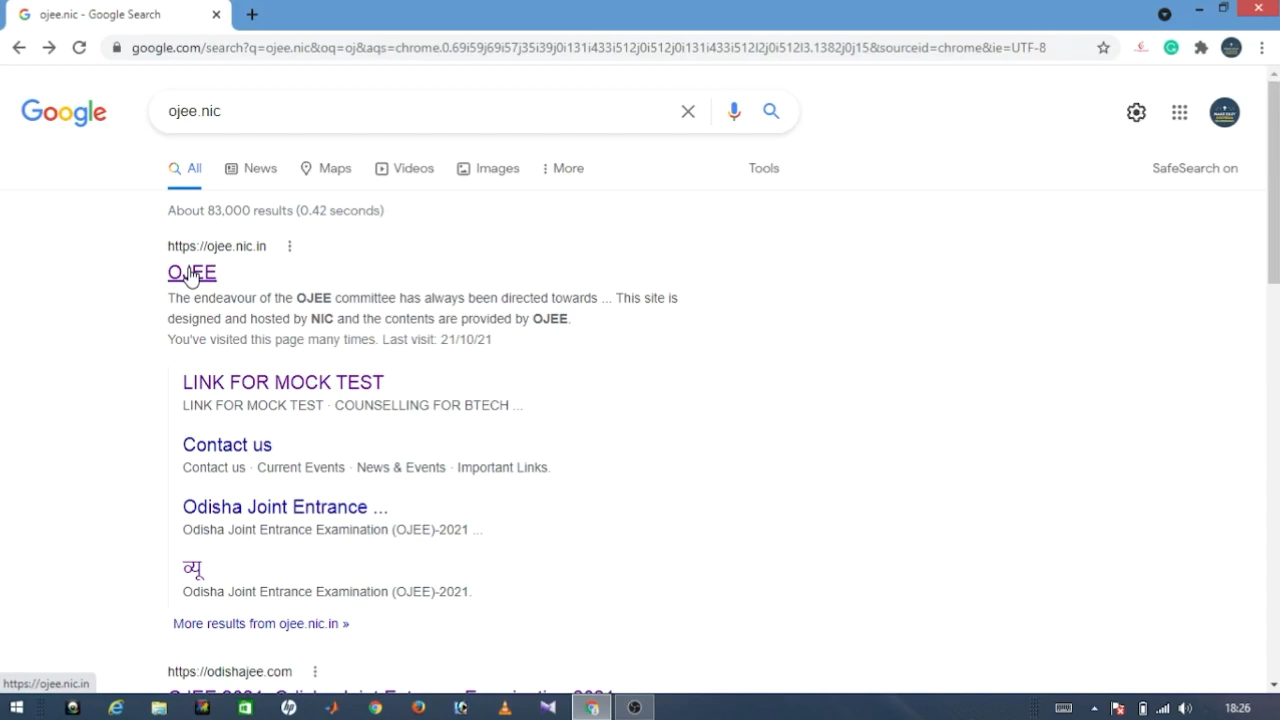 ojee.nic - Google Search
google.com/search?q=ojee.nic&oq=oj&aqs=chrome.0.69i59j69i57j35i39j0i131i433i512j0i512j0i131i433i512l2j0i512l3.1382j0j15&sourceid=chrome&ie=UTF-8
Google
ojee.nic
All News Maps Videos Images More Tools SafeSearch on
About 83,000 results (0.42 seconds)
https://ojee.nic.in
OJEE
The endeavour of the OJEE committee has always been directed towards ... This site is
designed and hosted by NIC and the contents are provided by OJEE.
You've visited this page many times. Last visit: 21/10/21
LINK FOR MOCK TEST
LINK FOR MOCK TEST · COUNSELLING FOR BTECH ...
Contact us
Contact us · Current Events · News & Events · Important Links.
Odisha Joint Entrance ...
Odisha Joint Entrance Examination (OJEE)-2021 ...
व्यू
Odisha Joint Entrance Examination (OJEE)-2021.
More results from ojee.nic.in »
https://odishajee.com
OJEE 2021: Odisha Joint Entrance Examination 2021
https://ojee.nic.in
18:26